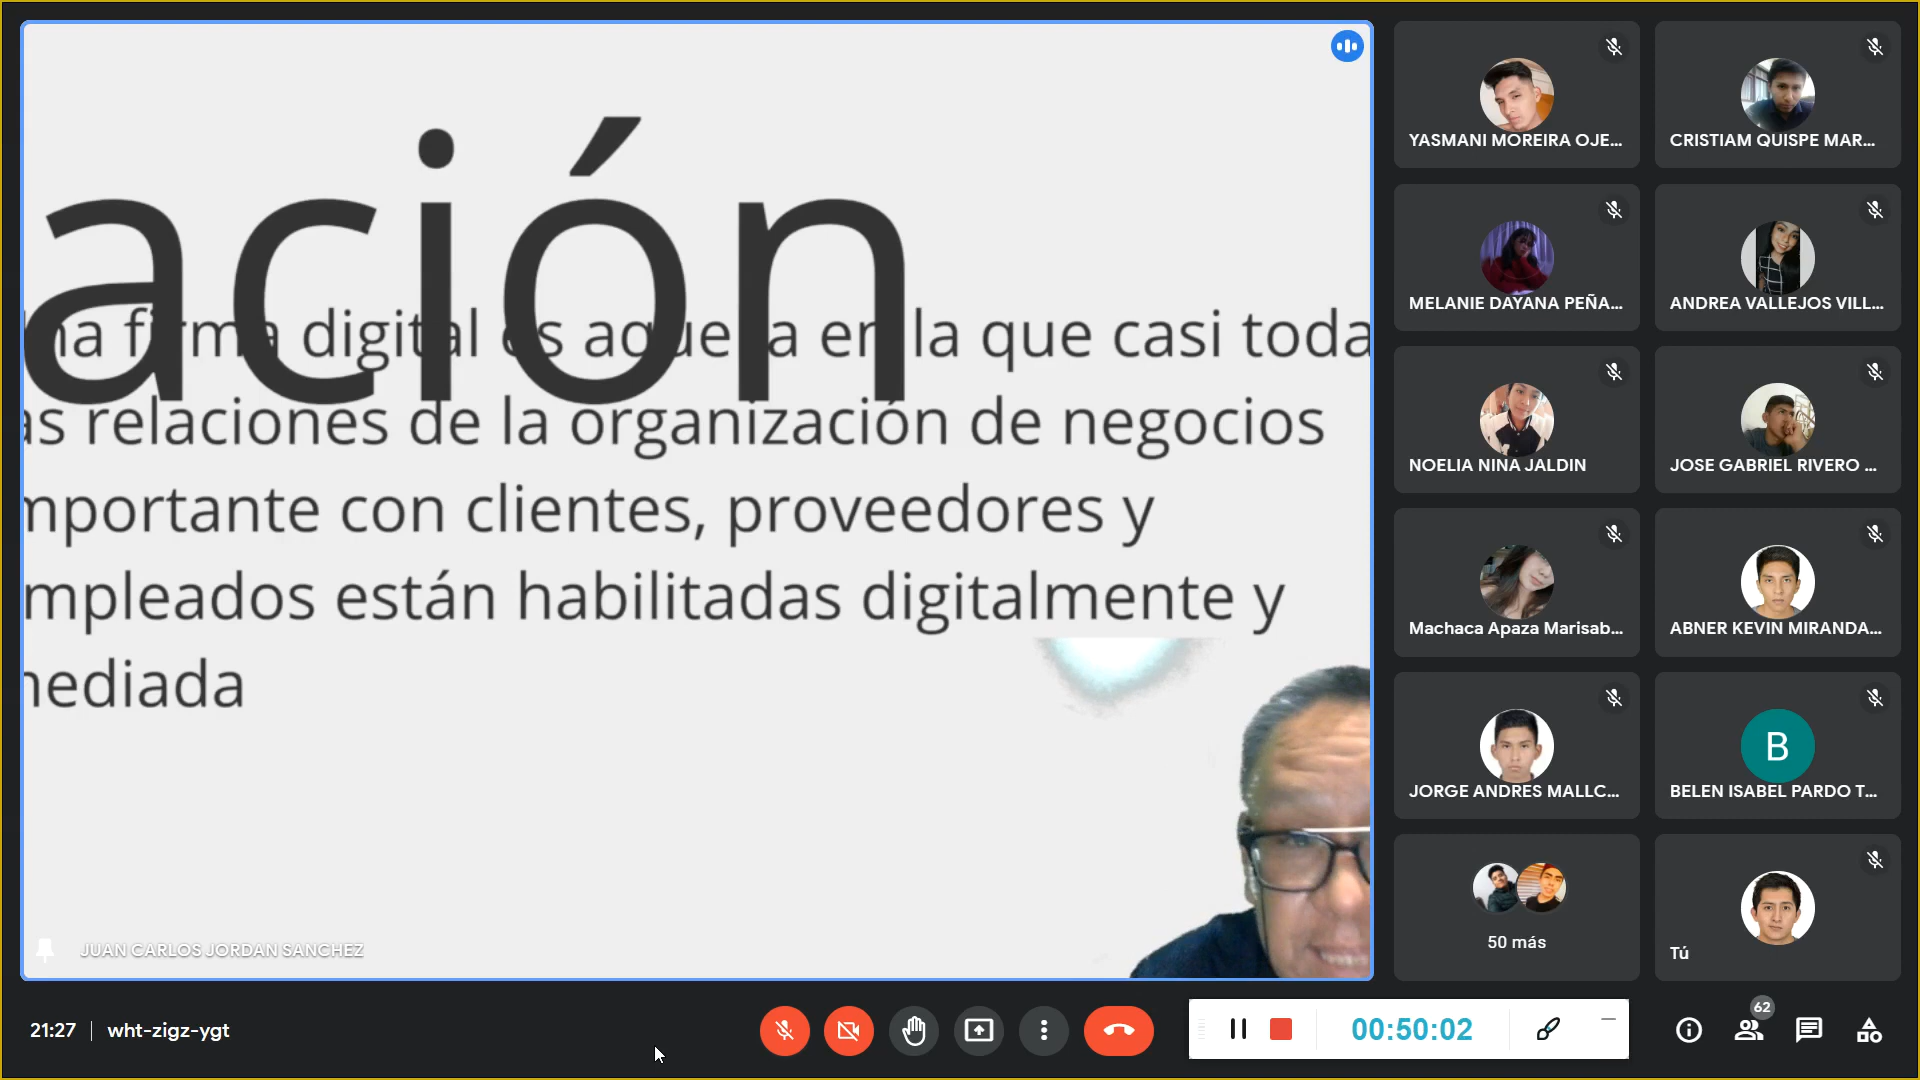 ación
firma digital es aquella en la que casi toda
as relaciones de la organización de negocios
mportante con clientes, proveedores y
mpleados están habilitadas digitalmente y
nediada
JUAN CARLOS JORDAN SANCHEZ
YASMANI MOREIRA OJE...
CRISTIAM QUISPE MAR...
MELANIE DAYANA PEÑA...
ANDREA VALLEJOS VILL...
NOELIA NINA JALDIN
JOSE GABRIEL RIVERO ...
Machaca Apaza Marisab...
ABNER KEVIN MIRANDA...
JORGE ANDRES MALLC...
B
BELEN ISABEL PARDO T...
50 más
Tú
21:27 | wht-zigz-ygt
00:50:02
62